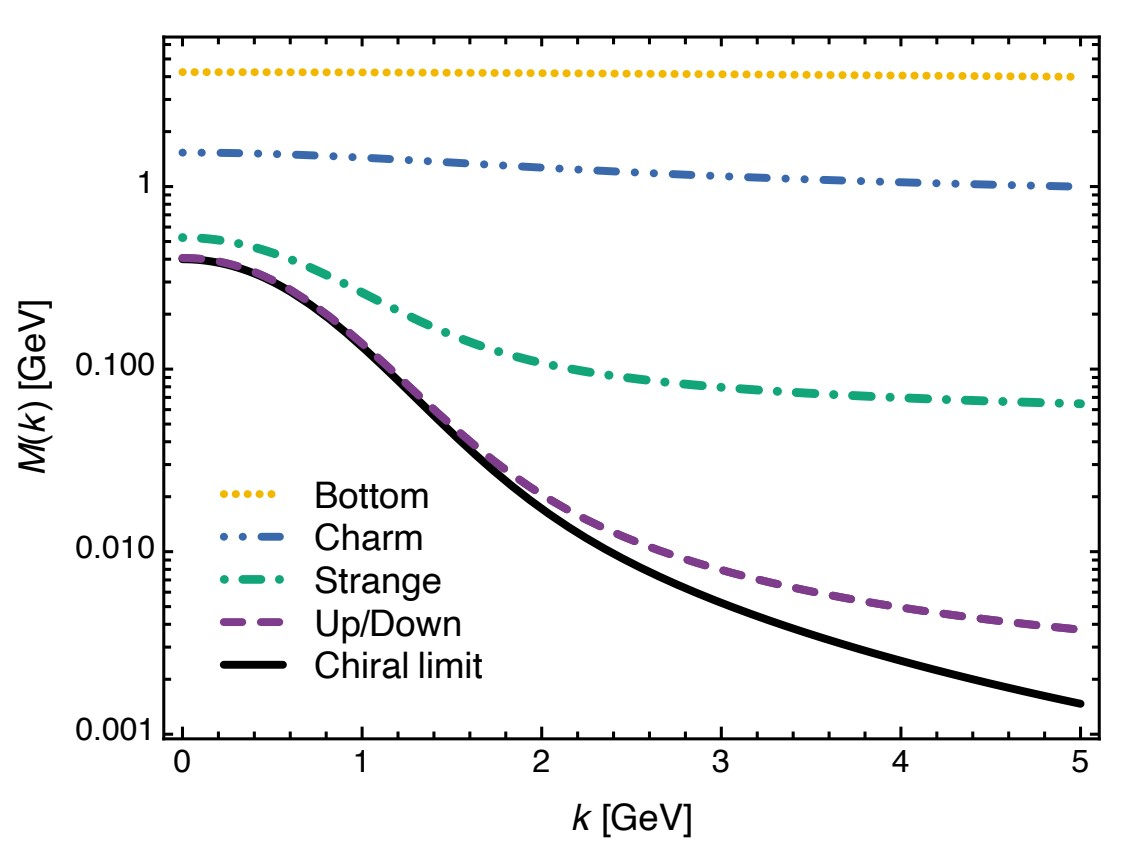 M(k) [GeV]
1
0.100
0.010
0.001
Bottom
Charm
Strange
Up/Down
Chiral limit
0 1 2 3 4 5
k [GeV]